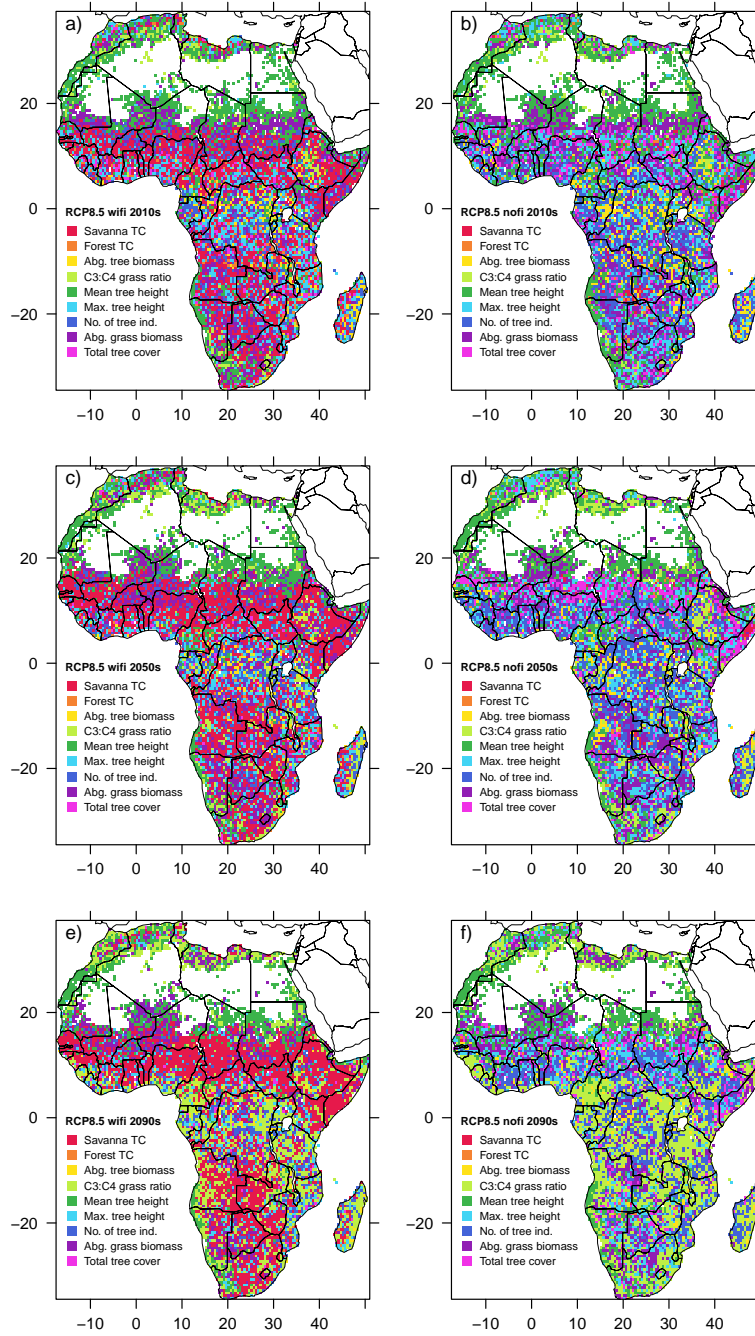 a)
20
0
−20
RCP8.5 wifi 2010s
Savanna TC
Forest TC
Abg. tree biomass
C3:C4 grass ratio
Mean tree height
Max. tree height
No. of tree ind.
Abg. grass biomass
Total tree cover
−10 0 10 20 30 40
b)
20
0
−20
RCP8.5 nofi 2010s
Savanna TC
Forest TC
Abg. tree biomass
C3:C4 grass ratio
Mean tree height
Max. tree height
No. of tree ind.
Abg. grass biomass
Total tree cover
−10 0 10 20 30 40
c)
20
0
−20
RCP8.5 wifi 2050s
Savanna TC
Forest TC
Abg. tree biomass
C3:C4 grass ratio
Mean tree height
Max. tree height
No. of tree ind.
Abg. grass biomass
Total tree cover
−10 0 10 20 30 40
d)
20
0
−20
RCP8.5 nofi 2050s
Savanna TC
Forest TC
Abg. tree biomass
C3:C4 grass ratio
Mean tree height
Max. tree height
No. of tree ind.
Abg. grass biomass
Total tree cover
−10 0 10 20 30 40
e)
20
0
−20
RCP8.5 wifi 2090s
Savanna TC
Forest TC
Abg. tree biomass
C3:C4 grass ratio
Mean tree height
Max. tree height
No. of tree ind.
Abg. grass biomass
Total tree cover
−10 0 10 20 30 40
f)
20
0
−20
RCP8.5 nofi 2090s
Savanna TC
Forest TC
Abg. tree biomass
C3:C4 grass ratio
Mean tree height
Max. tree height
No. of tree ind.
Abg. grass biomass
Total tree cover
−10 0 10 20 30 40